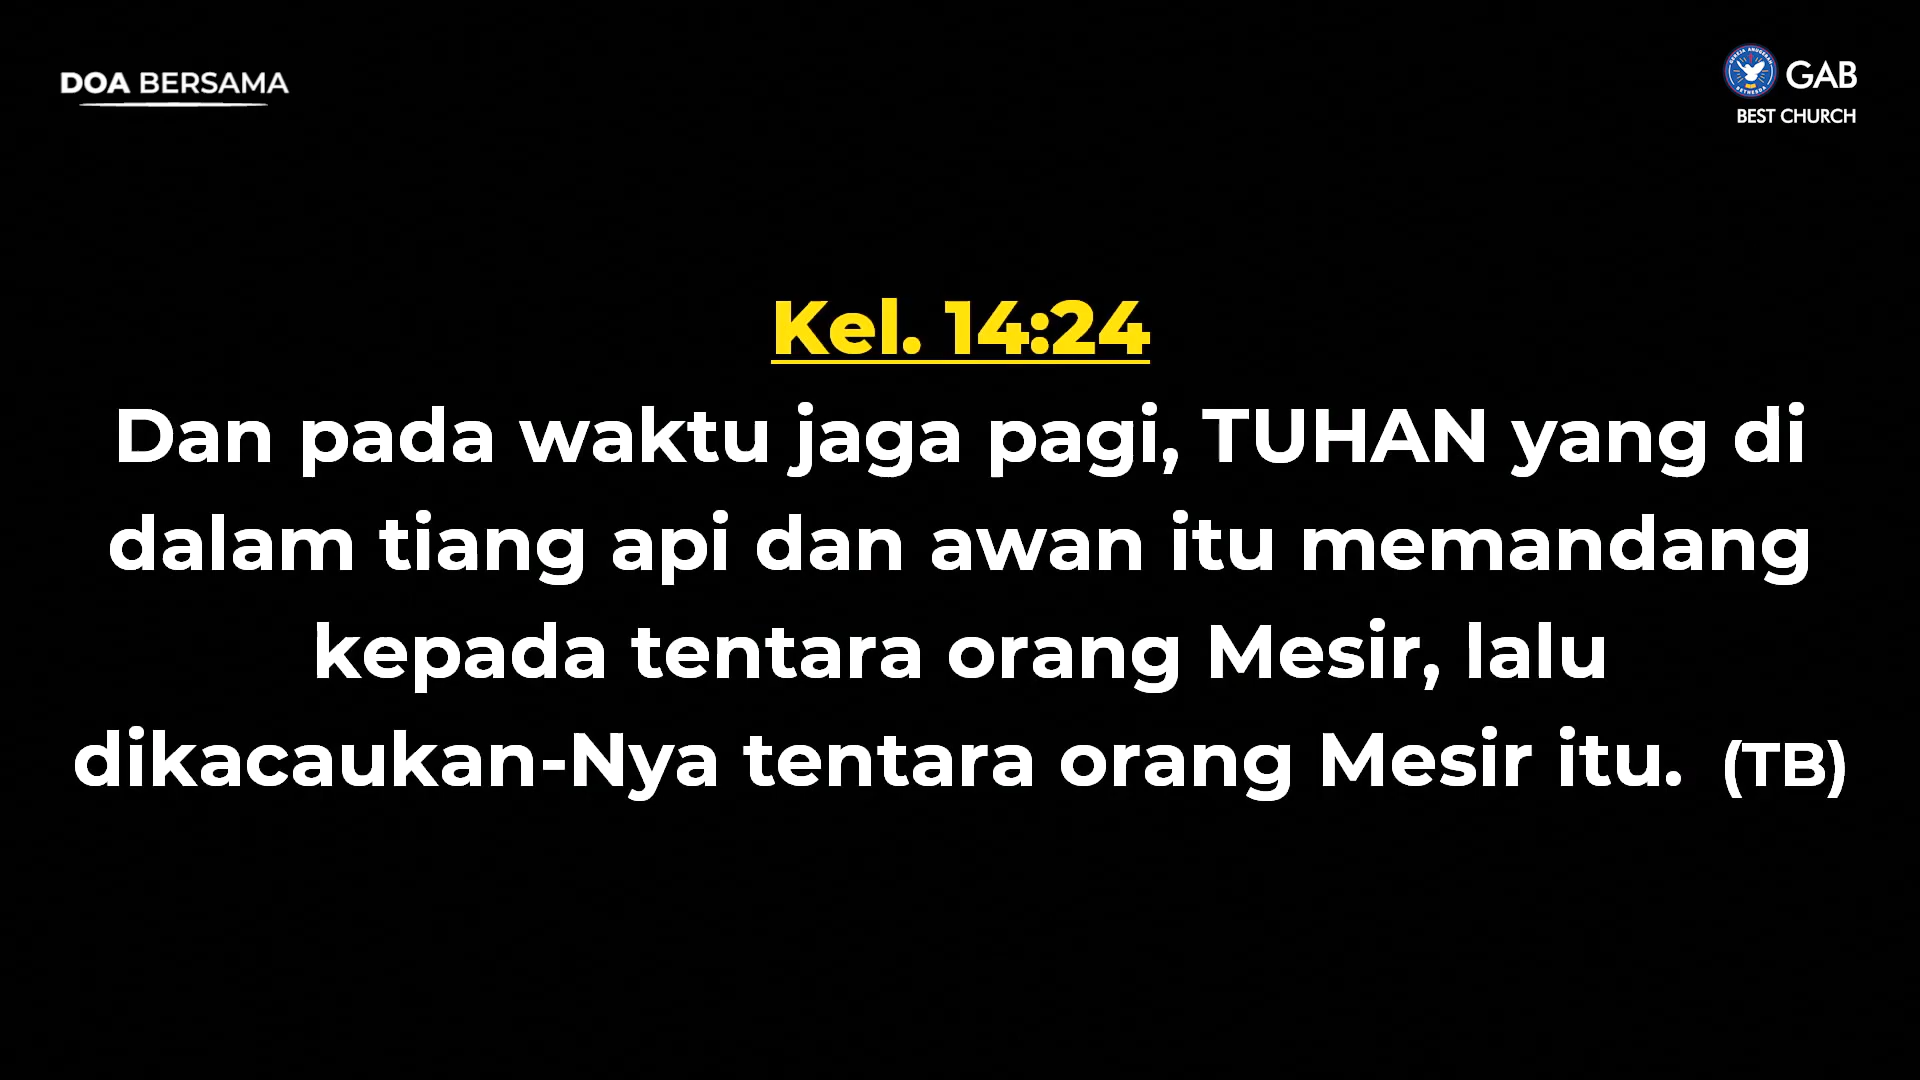 DOA BERSAMA
GAB
BEST CHURCH
Kel. 14:24
Dan pada waktu jaga pagi, TUHAN yang di
dalam tiang api dan awan itu memandang
kepada tentara orang Mesir, lalu
dikacaukan-Nya tentara orang Mesir itu. (TB)